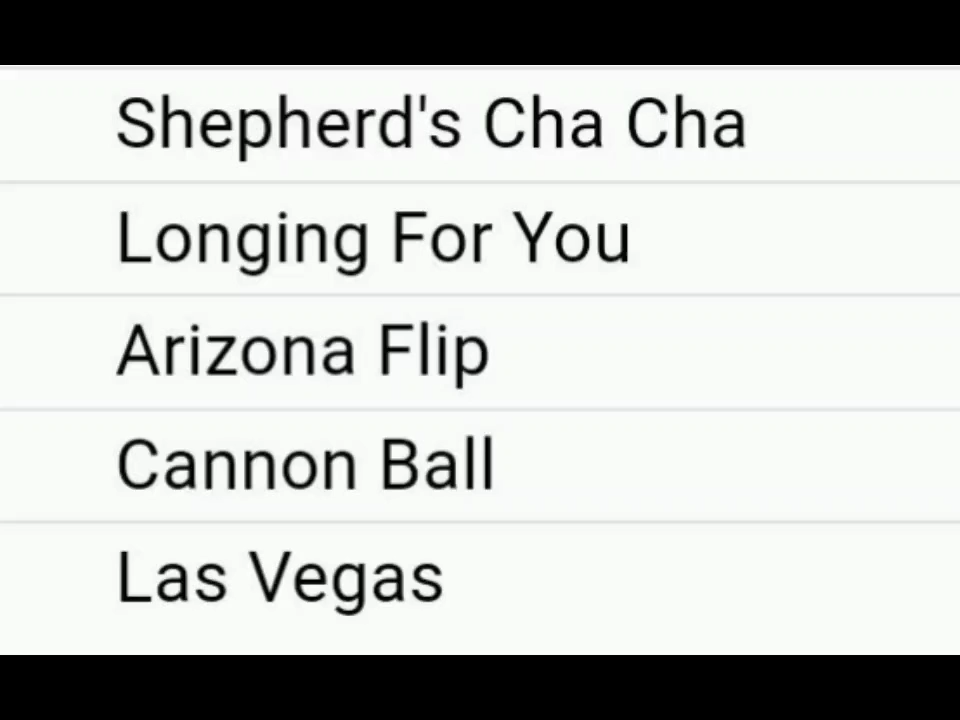 Shepherd's Cha Cha
Longing For You
Arizona Flip
Cannon Ball
Las Vegas